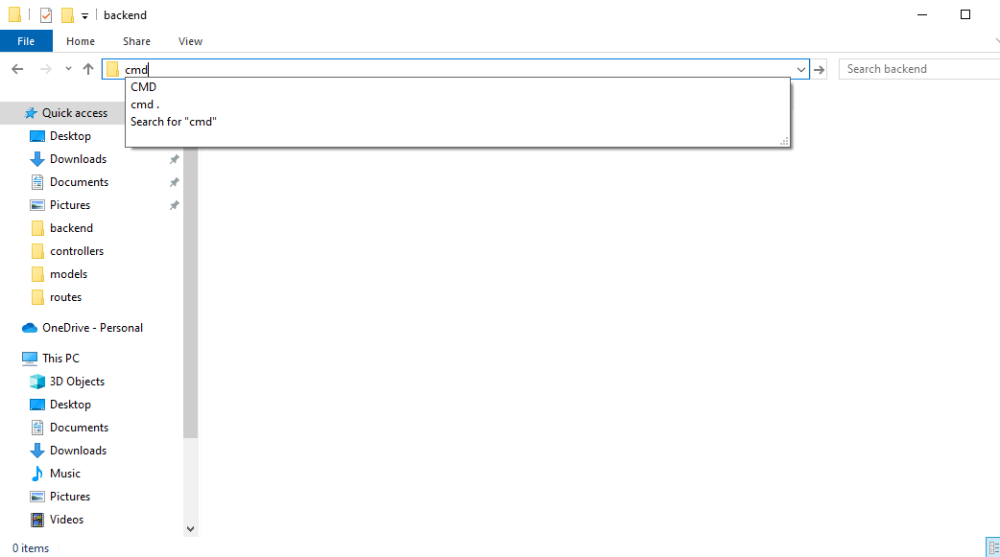 backend
File Home Share View
cmd
Search backend
CMD
cmd .
Search for "cmd"
Quick access
Desktop
Downloads
Documents
Pictures
backend
controllers
models
routes
OneDrive - Personal
This PC
3D Objects
Desktop
Documents
Downloads
Music
Pictures
Videos
0 items